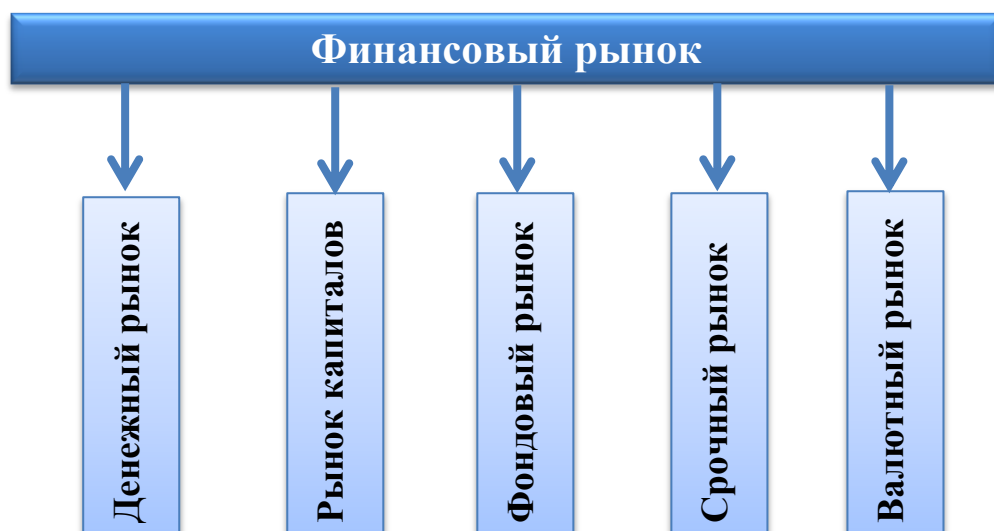 Финансовый рынок
Денежный рынок
Рынок капиталов
Фондовый рынок
Срочный рынок
Валютный рынок